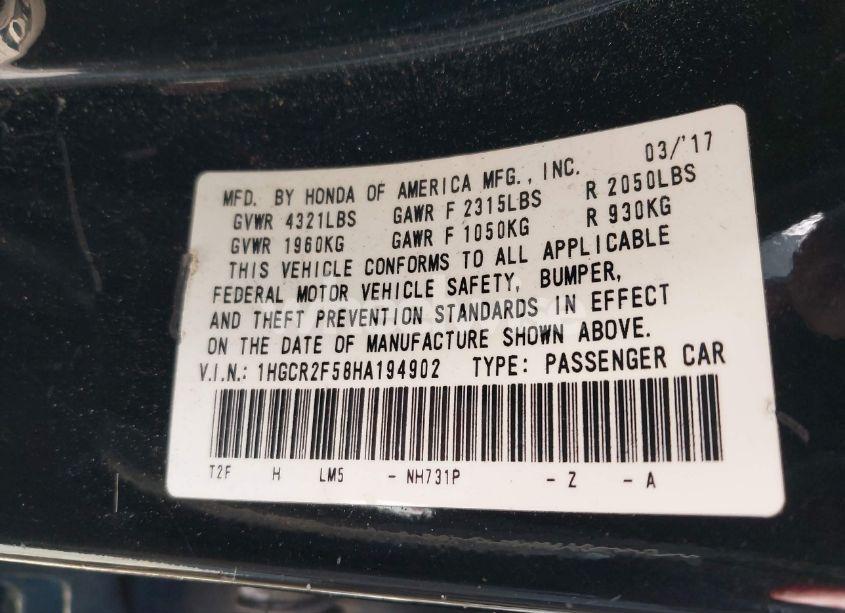 MFD. BY HONDA OF AMERICA MFG., INC. 03/'17
GVWR 4321LBS GAWR F 2315LBS R 2050LBS
GVWR 1960KG GAWR F 1050KG R 930KG
THIS VEHICLE CONFORMS TO ALL APPLICABLE
FEDERAL MOTOR VEHICLE SAFETY, BUMPER,
AND THEFT PREVENTION STANDARDS IN EFFECT
ON THE DATE OF MANUFACTURE SHOWN ABOVE.
V.I.N.: 1HGCR2F58HA194902 TYPE: PASSENGER CAR
T2F H LM5 - NH731P - Z - A